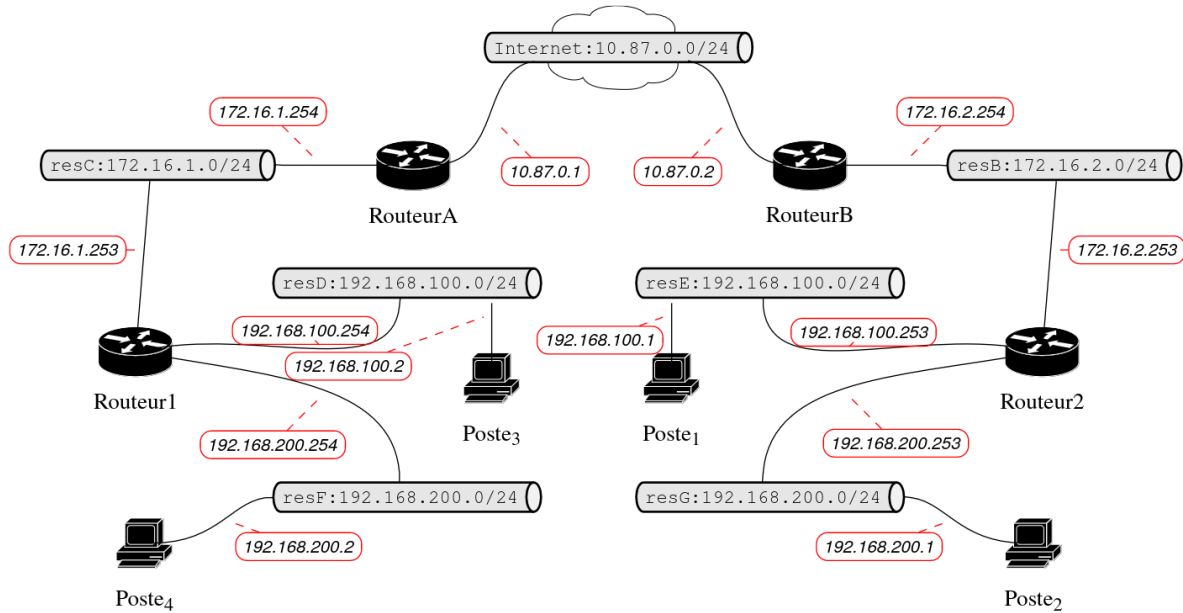 Internet:10.87.0.0/24
172.16.1.254
172.16.2.254
resC:172.16.1.0/24
10.87.0.1
10.87.0.2
resB:172.16.2.0/24
RouteurA
RouteurB
172.16.1.253
172.16.2.253
resD:192.168.100.0/24
resE:192.168.100.0/24
192.168.100.254
192.168.100.2
192.168.100.1
192.168.100.253
Routeur1
Poste3
Poste1
Routeur2
192.168.200.254
192.168.200.253
resF:192.168.200.0/24
resG:192.168.200.0/24
192.168.200.2
192.168.200.1
Poste4
Poste2